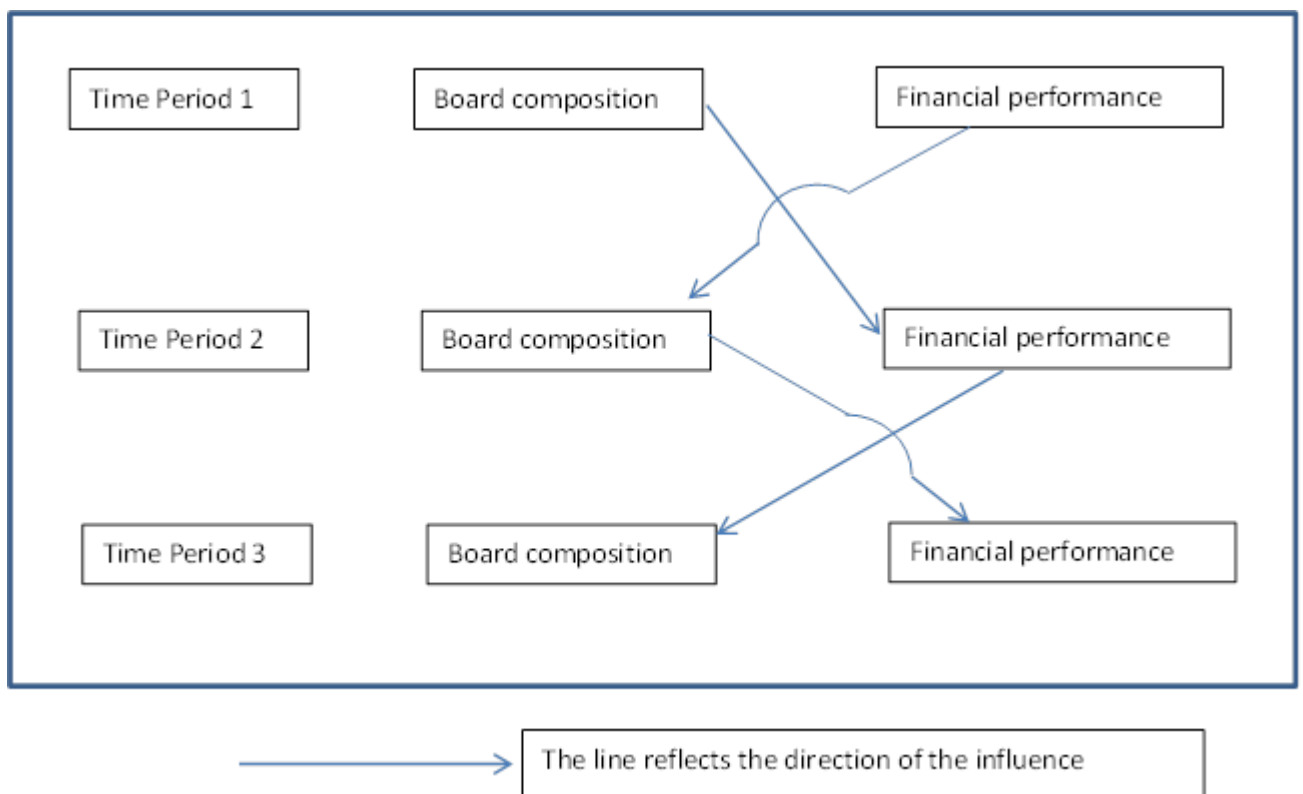 Time Period 1
Board composition
Financial performance
Time Period 2
Board composition
Financial performance
Time Period 3
Board composition
Financial performance
The line reflects the direction of the influence